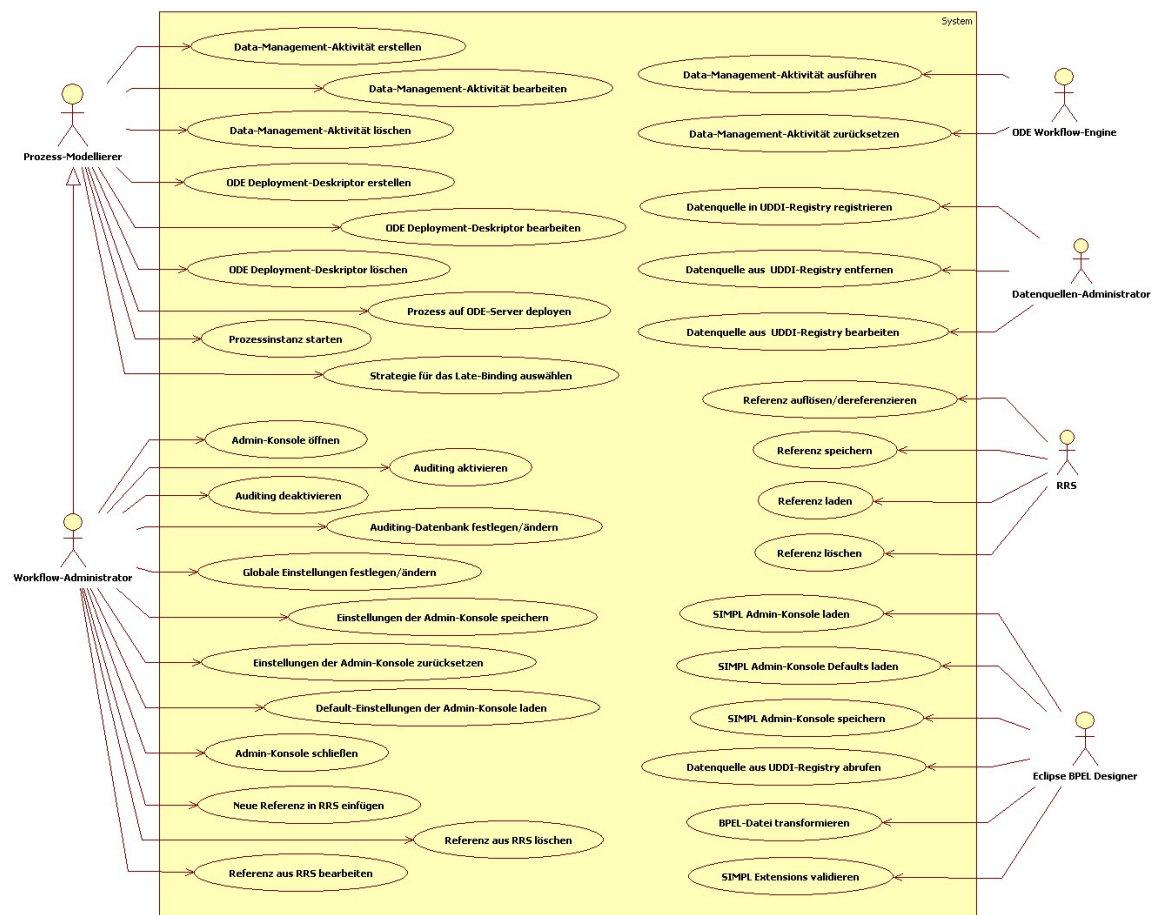 System
Data-Management-Aktivität erstellen
Data-Management-Aktivität bearbeiten
Data-Management-Aktivität löschen
Prozess-Modellierer
ODE Deployment-Deskriptor erstellen
ODE Deployment-Deskriptor bearbeiten
ODE Deployment-Deskriptor löschen
Prozess auf ODE-Server deployen
Prozessinstanz starten
Strategie für das Late-Binding auswählen
Admin-Konsole öffnen
Auditing aktivieren
Auditing deaktivieren
Auditing-Datenbank festlegen/ändern
Workflow-Administrator
Globale Einstellungen festlegen/ändern
Einstellungen der Admin-Konsole speichern
Einstellungen der Admin-Konsole zurücksetzen
Default-Einstellungen der Admin-Konsole laden
Admin-Konsole schließen
Neue Referenz in RRS einfügen
Referenz aus RRS löschen
Referenz aus RRS bearbeiten
Data-Management-Aktivität ausführen
Data-Management-Aktivität zurücksetzen
ODE Workflow-Engine
Datenquelle in UDDI-Registry registrieren
Datenquelle aus UDDI-Registry entfernen
Datenquelle aus UDDI-Registry bearbeiten
Datenquellen-Administrator
Referenz auflösen/dereferenzieren
Referenz speichern
Referenz laden
Referenz löschen
RRS
SIMPL Admin-Konsole laden
SIMPL Admin-Konsole Defaults laden
SIMPL Admin-Konsole speichern
Datenquelle aus UDDI-Registry abrufen
BPEL-Datei transformieren
SIMPL Extensions validieren
Eclipse BPEL Designer